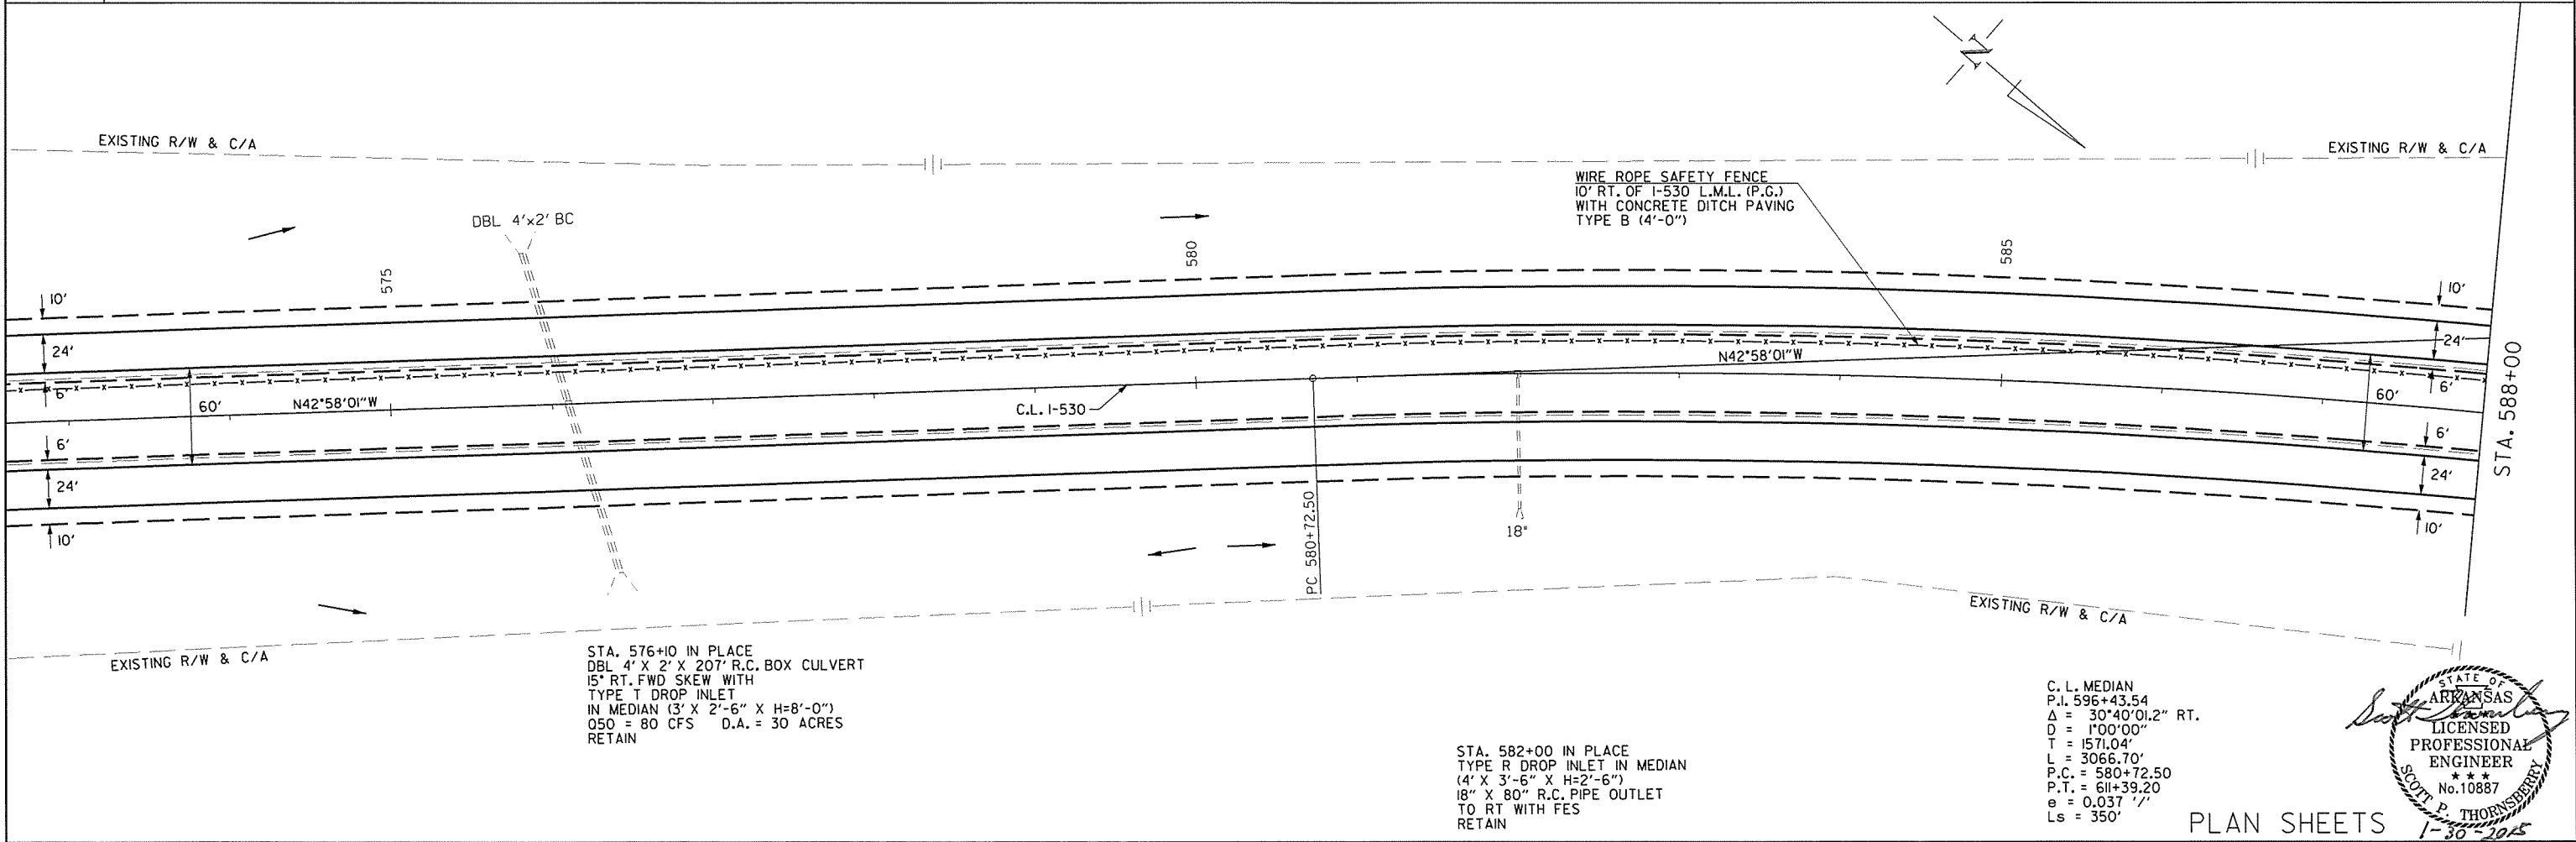 N
EXISTING R/W & C/A
EXISTING R/W & C/A
WIRE ROPE SAFETY FENCE
10' RT. OF I-530 L.M.L. (P.G.)
WITH CONCRETE DITCH PAVING
TYPE B (4'-0")
DBL 4'x2' BC
575
580
585
10'
24'
6'
60'
N42°58'01"W
C.L. I-530
N42°58'01"W
10'
24'
6'
60'
6'
24'
10'
6'
24'
10'
STA. 588+00
PC 580+72.50
18"
EXISTING R/W & C/A
EXISTING R/W & C/A
STA. 576+10 IN PLACE
DBL 4' X 2' X 207' R.C. BOX CULVERT
15° RT. FWD SKEW WITH
TYPE T DROP INLET
IN MEDIAN (3' X 2'-6" X H=8'-0")
Q50 = 80 CFS D.A. = 30 ACRES
RETAIN
STA. 582+00 IN PLACE
TYPE R DROP INLET IN MEDIAN
(4' X 3'-6" X H=2'-6")
18" X 80" R.C. PIPE OUTLET
TO RT WITH FES
RETAIN
C. L. MEDIAN
P.I. 596+43.54
Δ = 30°40'01.2" RT.
D = 1°00'00"
T = 1571.04'
L = 3066.70'
P.C. = 580+72.50
P.T. = 611+39.20
e = 0.037 '/'
Ls = 350'
STATE OF
ARKANSAS
LICENSED
PROFESSIONAL
ENGINEER
★ ★ ★
No.10887
SCOTT P. THORNSBERRY
1-30-2015
PLAN SHEETS